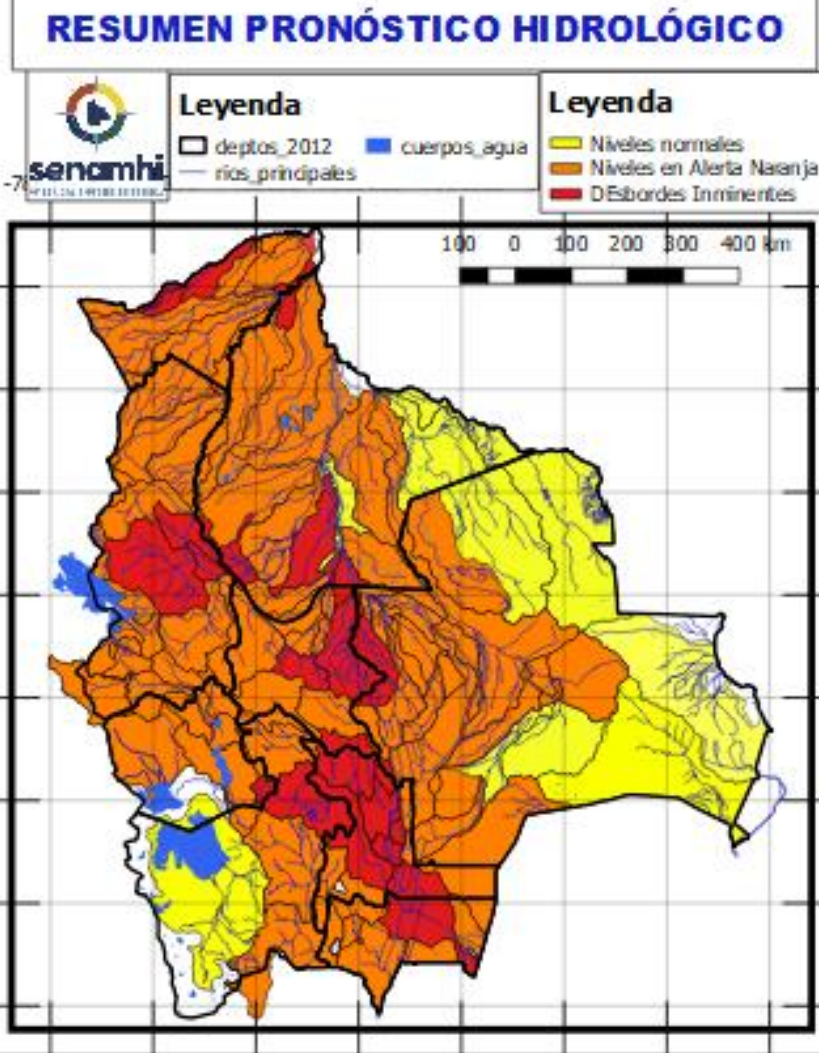 RESUMEN PRONÓSTICO HIDROLÓGICO
senamhi
Leyenda
deptos_2012
cuerpos_agua
rios_principales
Leyenda
Niveles normales
Niveles en Alerta Naranja
DEsbordes Inminentes
100 0 100 200 300 400 km